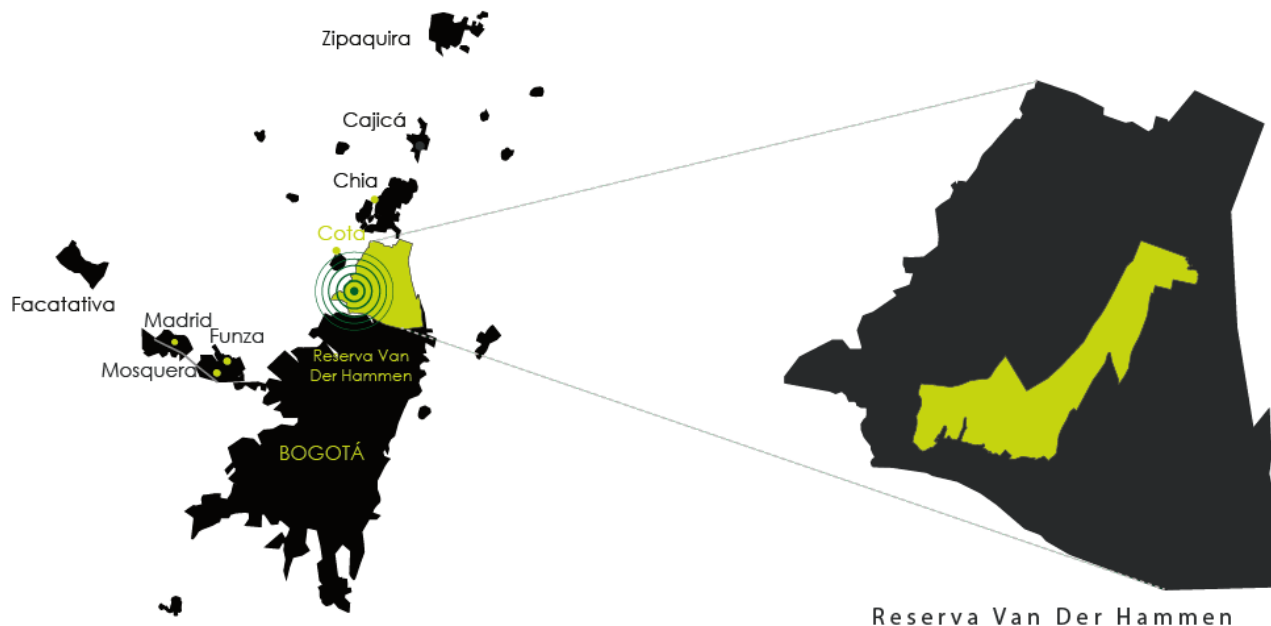 Zipaquira
Cajicá
Chia
Cota
Facatativa
Madrid
Funza
Mosquera
Reserva Van
Der Hammen
BOGOTÁ
Reserva Van Der Hammen